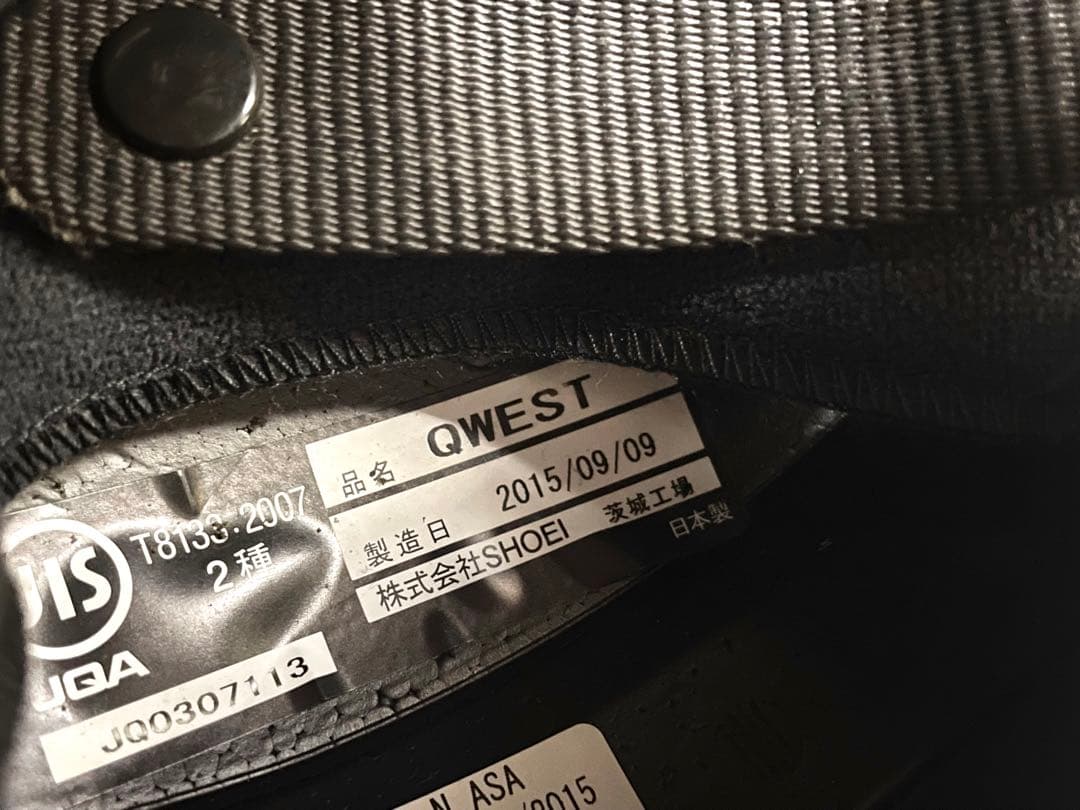 品名 QWEST
製造日 2015/09/09
株式会社SHOEI 茨城工場
日本製
JIS
T8133:2007
2種
JQA
JQ0307113
N ASA
/2015